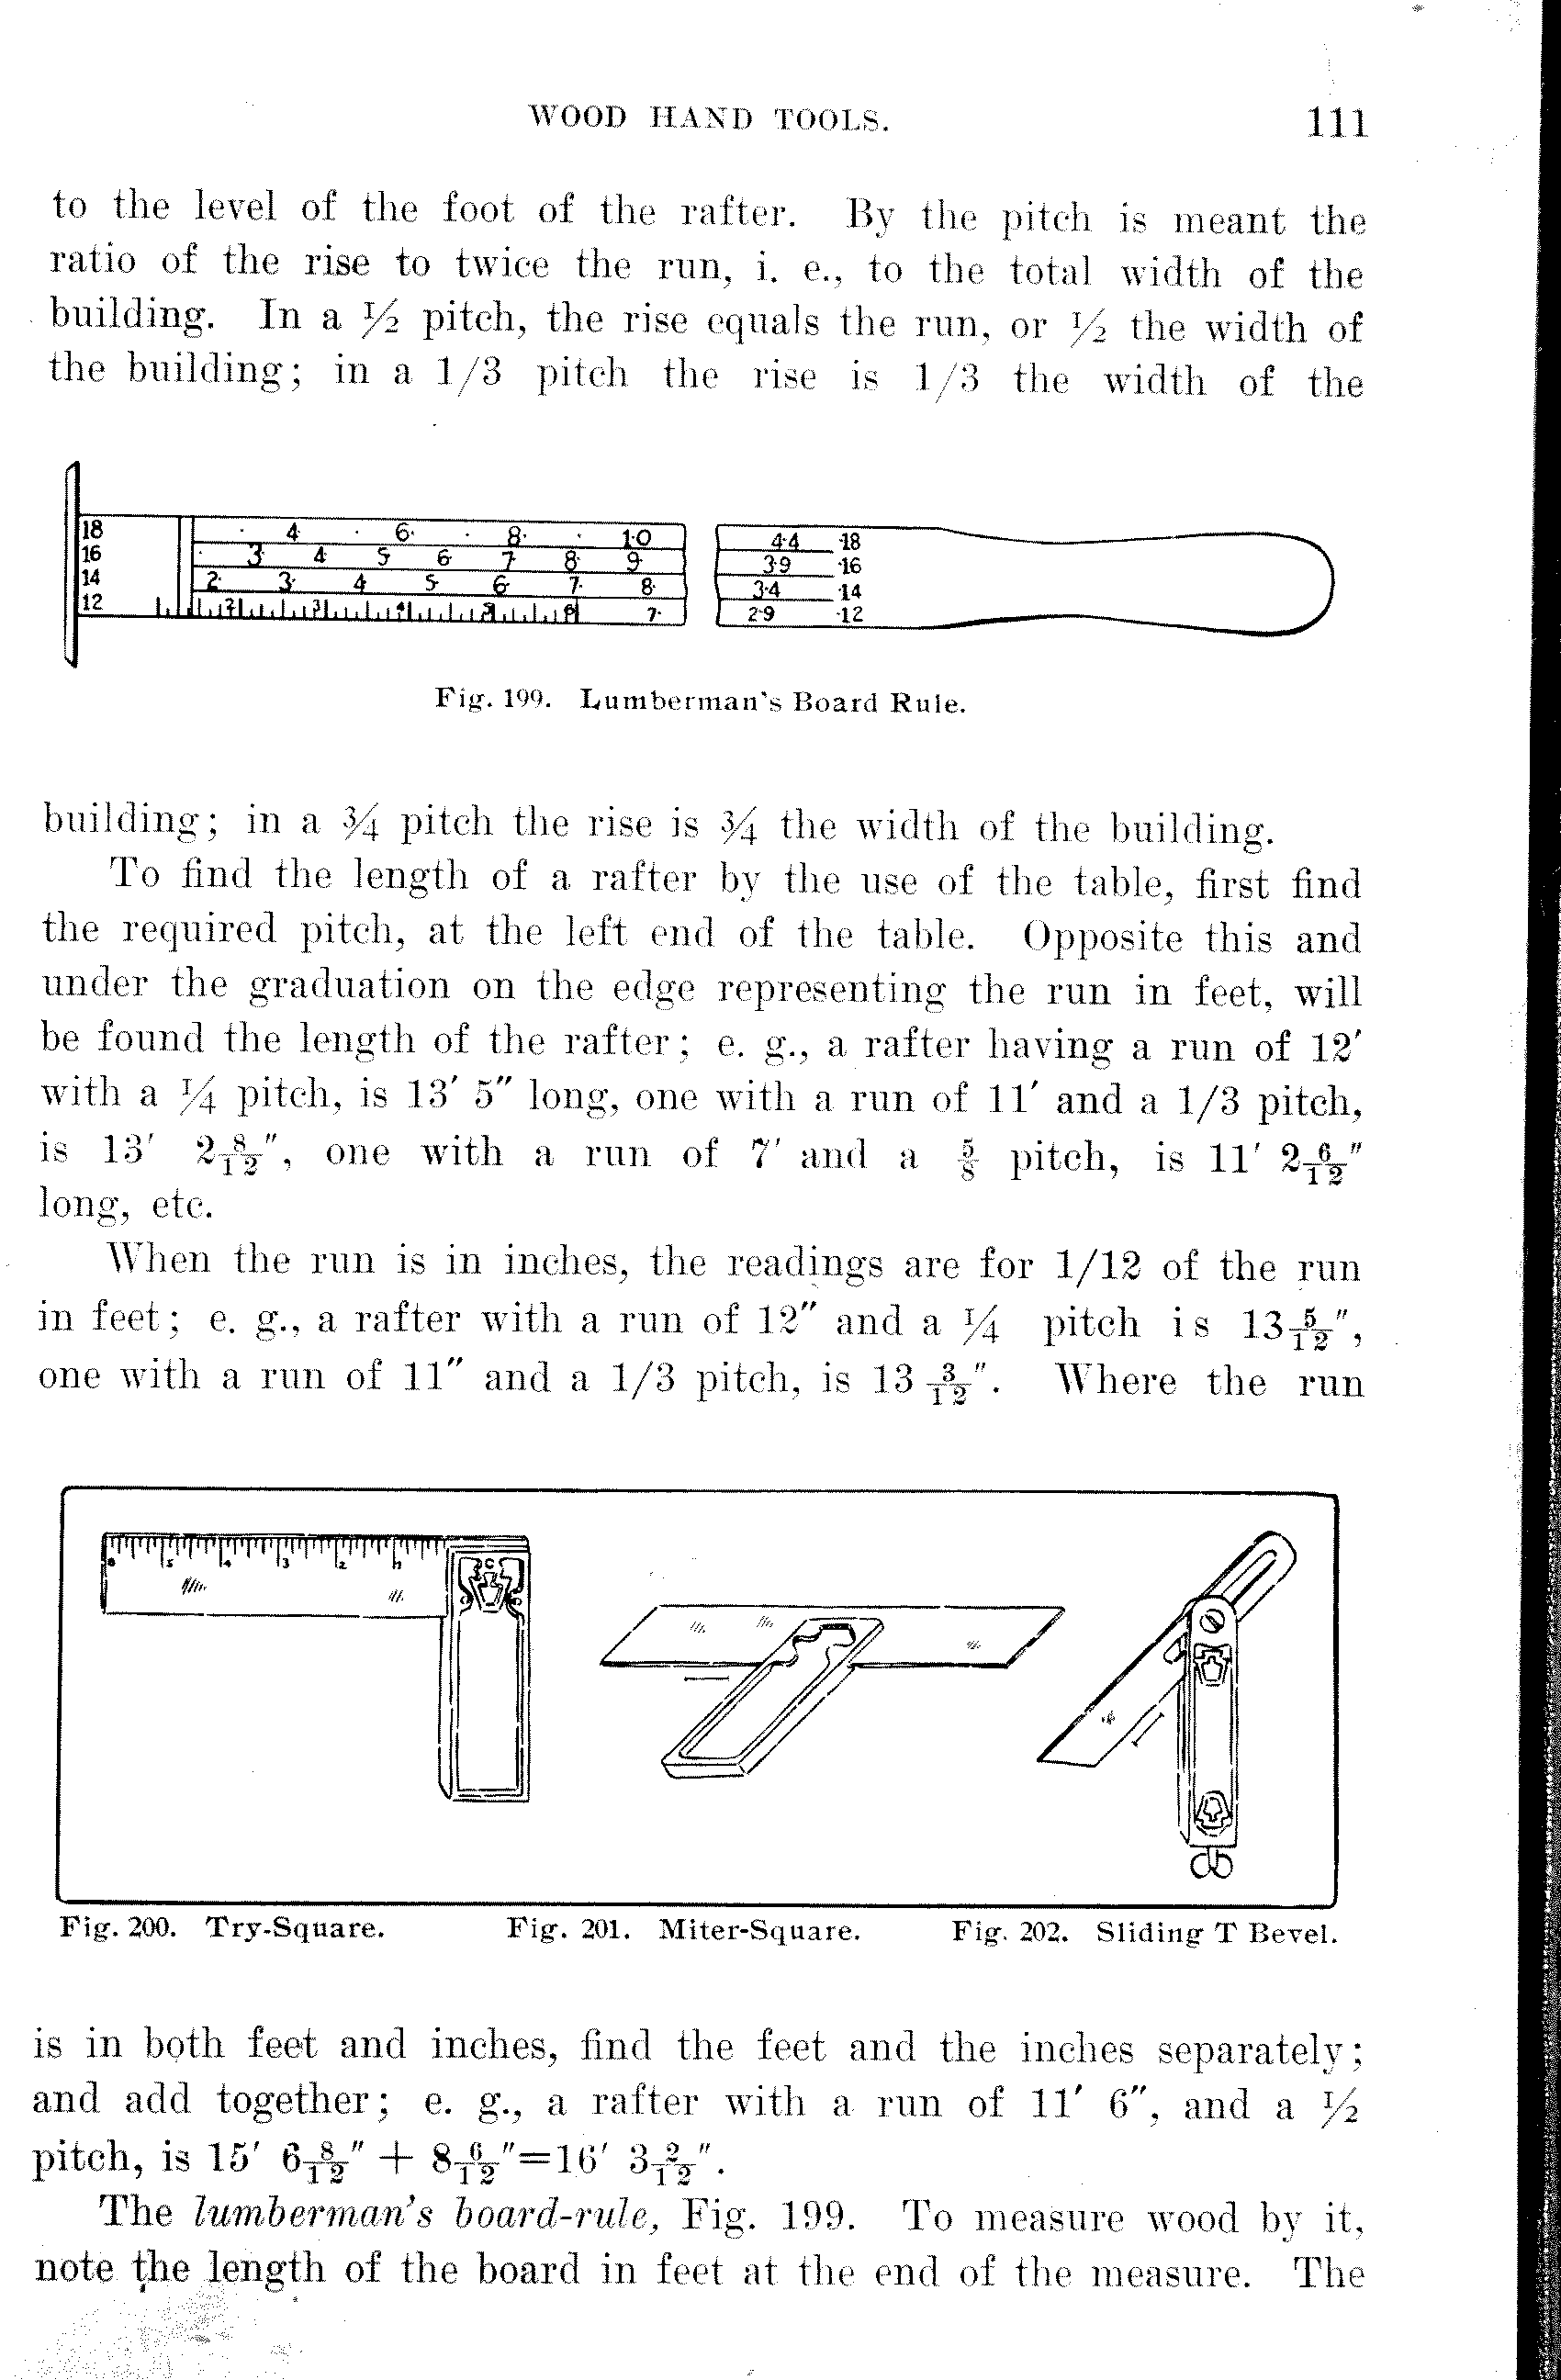 WOOD HAND TOOLS. 111
to the level of the foot of the rafter. By the pitch is meant the
ratio of the rise to twice the run, i. e., to the total width of the
building. In a ½ pitch, the rise equals the run, or ½ the width of
the building; in a 1/3 pitch the rise is 1/3 the width of the
18 4 6 8 10 44 18
16 3 4 5 6 7 8 9 39 16
14 2 3 4 5 6 7 8 34 14
12 2 3 4 5 6 7 29 12
Fig. 199. Lumberman's Board Rule.
building; in a ¾ pitch the rise is ¾ the width of the building.
To find the length of a rafter by the use of the table, first find
the required pitch, at the left end of the table. Opposite this and
under the graduation on the edge representing the run in feet, will
be found the length of the rafter; e. g., a rafter having a run of 12′
with a ¼ pitch, is 13′ 5″ long, one with a run of 11′ and a 1/3 pitch,
is 13′ 2 8/12″, one with a run of 7′ and a ⅝ pitch, is 11′ 2 6/12″
long, etc.
When the run is in inches, the readings are for 1/12 of the run
in feet; e. g., a rafter with a run of 12″ and a ¼ pitch is 13 5/12″,
one with a run of 11″ and a 1/3 pitch, is 13 3/12″. Where the run
6 5 4 3 2 1
Fig. 200. Try-Square. Fig. 201. Miter-Square. Fig. 202. Sliding T Bevel.
is in both feet and inches, find the feet and the inches separately;
and add together; e. g., a rafter with a run of 11′ 6″, and a ½
pitch, is 15′ 6 8/12″ + 8 6/12″=16′ 3 2/12″.
The lumberman's board-rule, Fig. 199. To measure wood by it,
note the length of the board in feet at the end of the measure. The